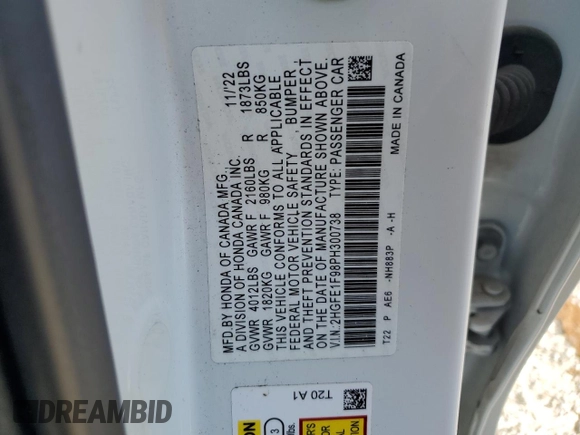 MFD.BY HONDA OF CANADA MFG. 11/'22
A DIVISION OF HONDA CANADA INC.
GVWR 4012LBS GAWR F 2160LBS R 1873LBS
GVWR 1820KG GAWR F 980KG R 850KG
THIS VEHICLE CONFORMS TO ALL APPLICABLE
FEDERAL MOTOR VEHICLE SAFETY, BUMPER,
AND THEFT PREVENTION STANDARDS IN EFFECT
ON THE DATE OF MANUFACTURE SHOWN ABOVE.
V.I.N.:2HGFE1F98PH300738 TYPE:PASSENGER CAR
T22 P AE6 -NH883P -A -H
MADE IN CANADA
T20 A1
DREAMBID